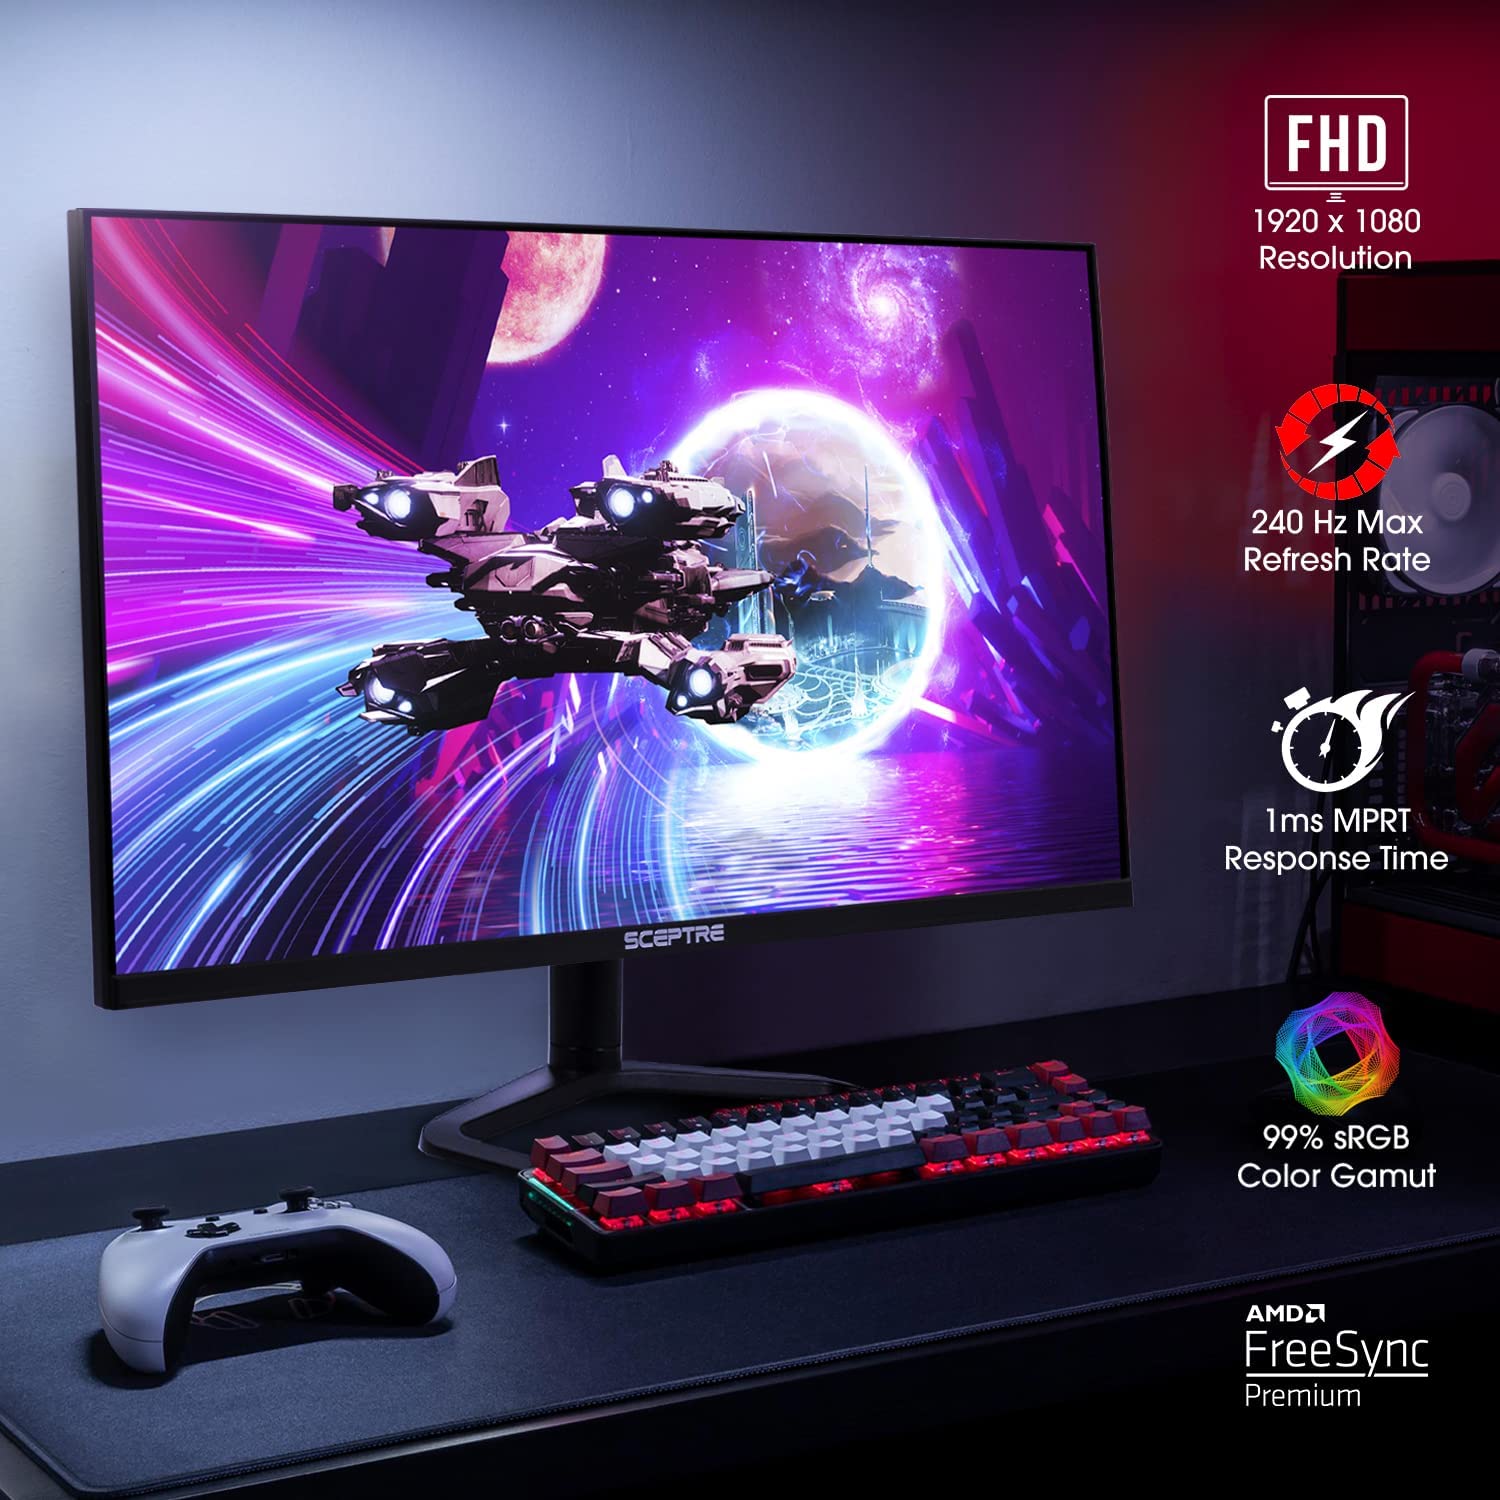 FHD
1920 x 1080
Resolution
240 Hz Max
Refresh Rate
1ms MPRT
Response Time
SCEPTRE
99% sRGB
Color Gamut
AMD
FreeSync
Premium